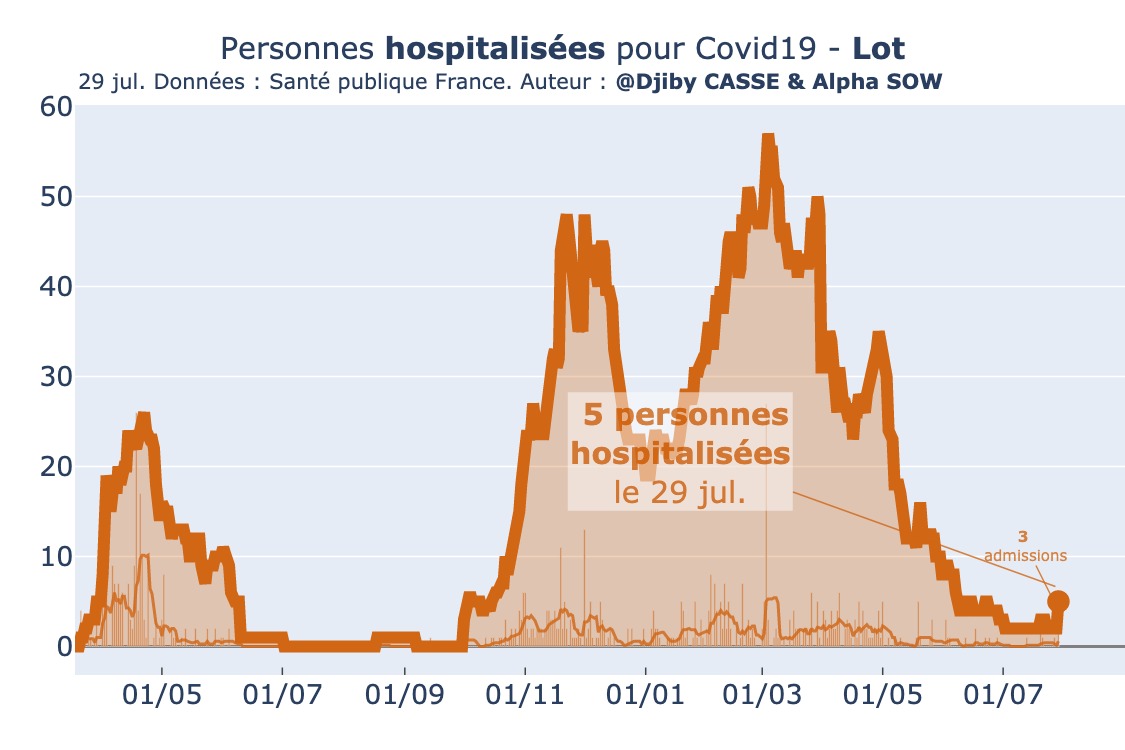 Personnes hospitalisées pour Covid19 - Lot
29 jul. Données : Santé publique France. Auteur : @Djiby CASSE & Alpha SOW
60
50
40
30
20
10
0
5 personnes
hospitalisées
le 29 jul.
3
admissions
01/05 01/07 01/09 01/11 01/01 01/03 01/05 01/07